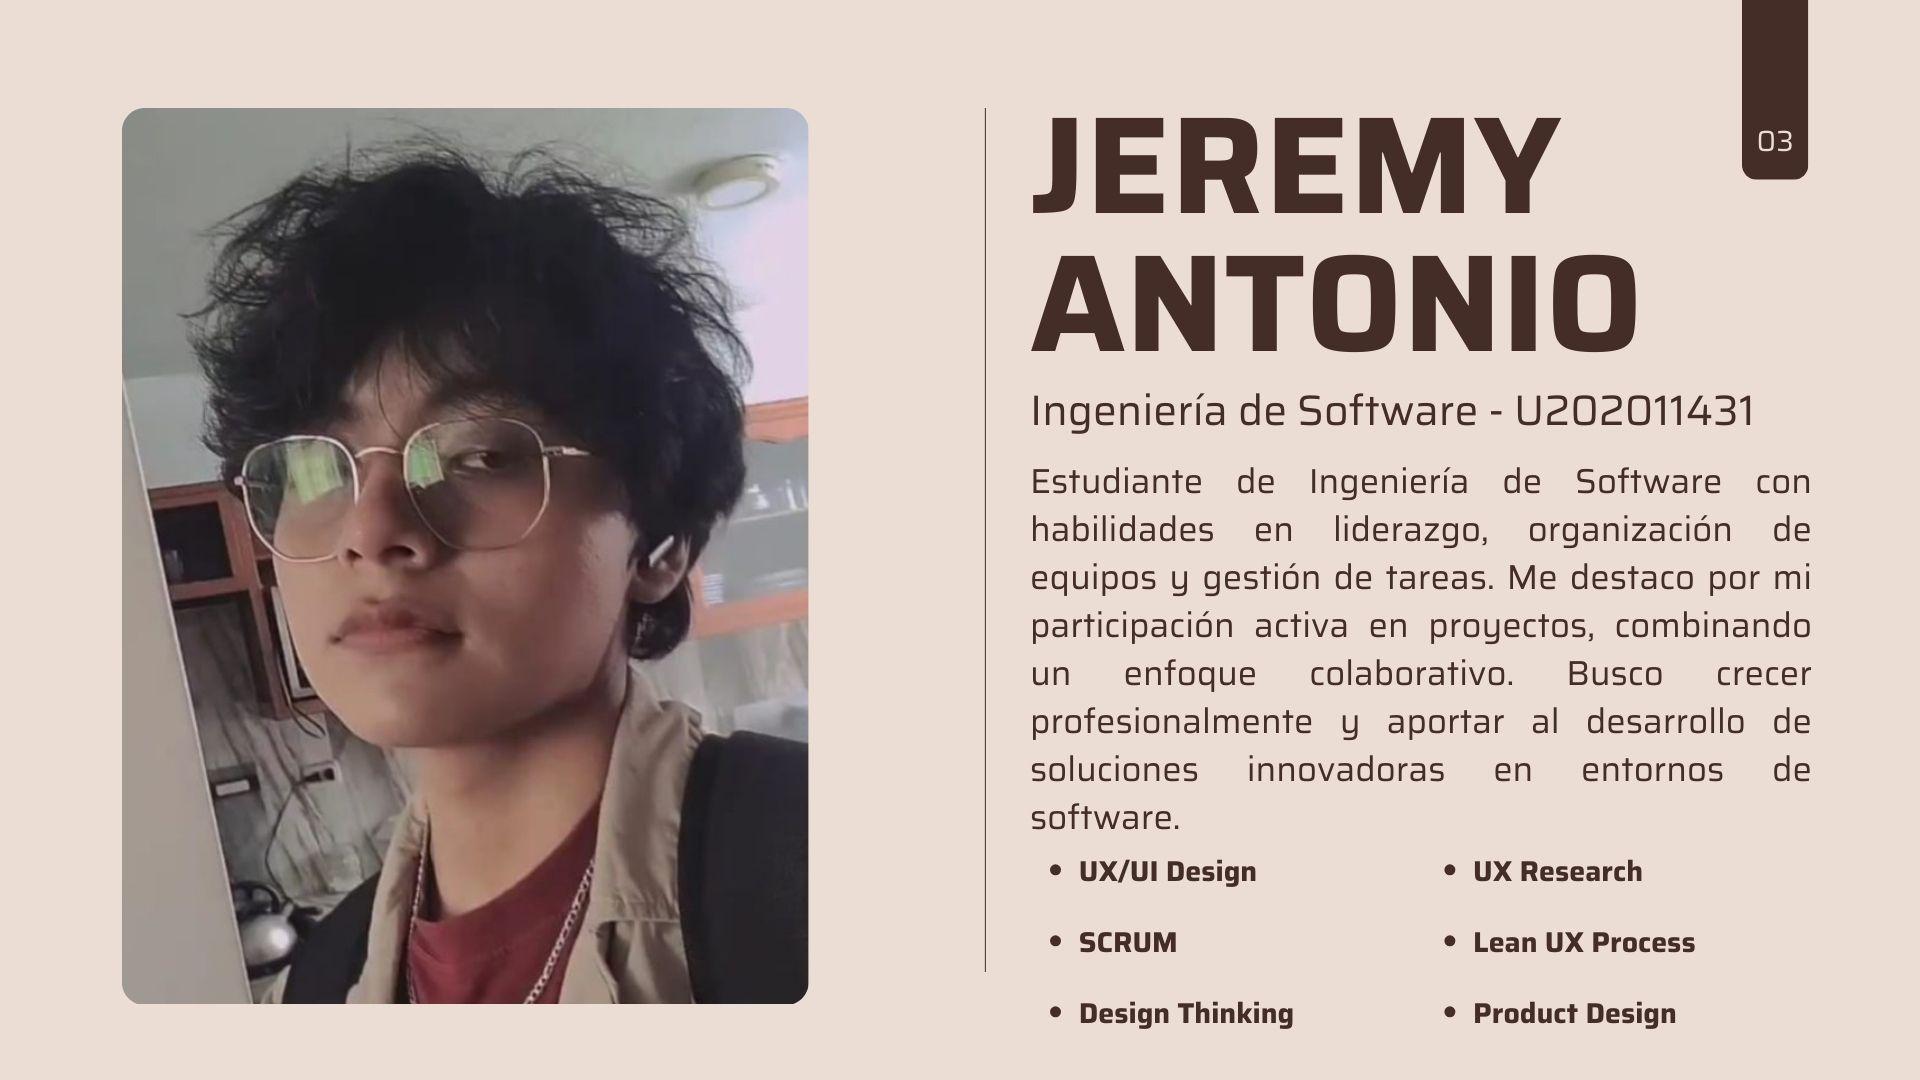 03
JEREMY
ANTONIO
Ingeniería de Software - U202011431
Estudiante de Ingeniería de Software con
habilidades en liderazgo, organización de
equipos y gestión de tareas. Me destaco por mi
participación activa en proyectos, combinando
un enfoque colaborativo. Busco crecer
profesionalmente y aportar al desarrollo de
soluciones innovadoras en entornos de
software.
UX/UI Design
SCRUM
Design Thinking
UX Research
Lean UX Process
Product Design